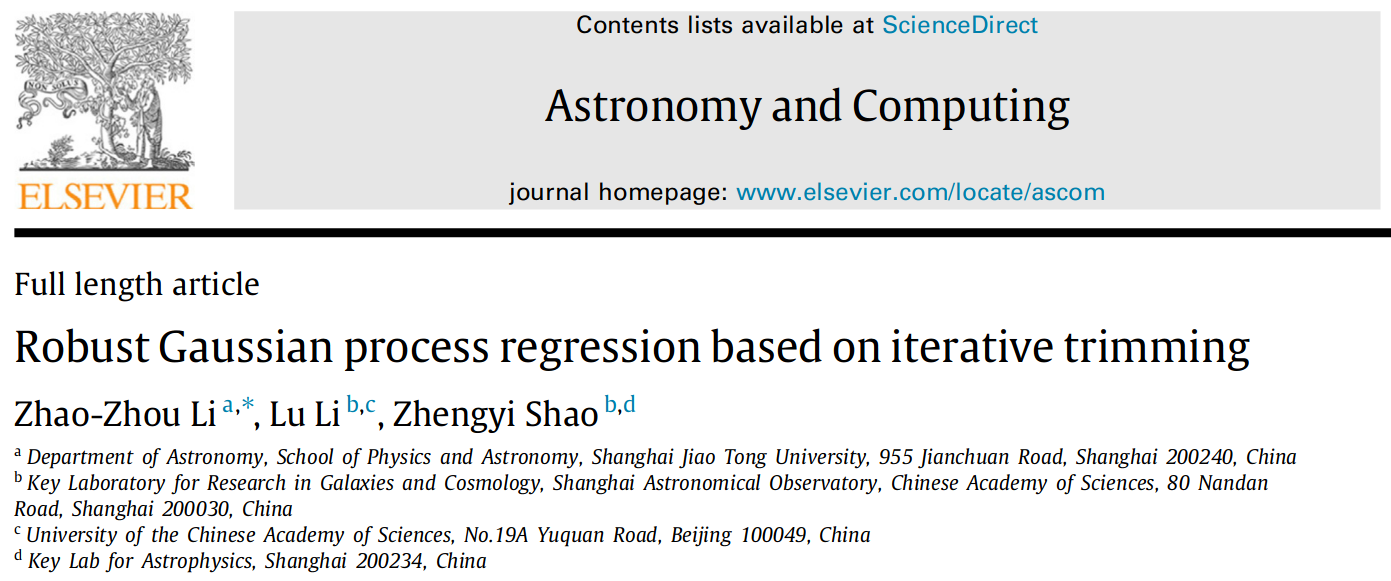 Contents lists available at ScienceDirect
Astronomy and Computing
journal homepage: www.elsevier.com/locate/ascom
NON SOLUS
ELSEVIER
Full length article
Robust Gaussian process regression based on iterative trimming
Zhao-Zhou Li a,*, Lu Li b,c, Zhengyi Shao b,d
a Department of Astronomy, School of Physics and Astronomy, Shanghai Jiao Tong University, 955 Jianchuan Road, Shanghai 200240, China
b Key Laboratory for Research in Galaxies and Cosmology, Shanghai Astronomical Observatory, Chinese Academy of Sciences, 80 Nandan
Road, Shanghai 200030, China
c University of the Chinese Academy of Sciences, No.19A Yuquan Road, Beijing 100049, China
d Key Lab for Astrophysics, Shanghai 200234, China